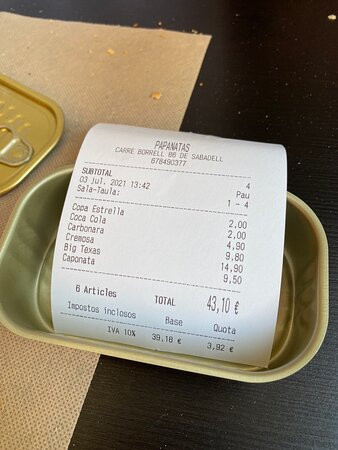 PAPANATAS
CARRE BORRELL 86 DE SABADELL
678490377
SUBTOTAL 4
03 jul. 2021 13:42 Pau
Sala-Taula: 1 - 4
Copa Estrella 2,00
Coca Cola 2,00
Carbonara 4,90
Cremosa 9,80
Big Texas 14,90
Caponata 9,50
6 Articles TOTAL 43,10 €
Impostos inclosos Base Quota
IVA 10% 39,18 € 3,92 €